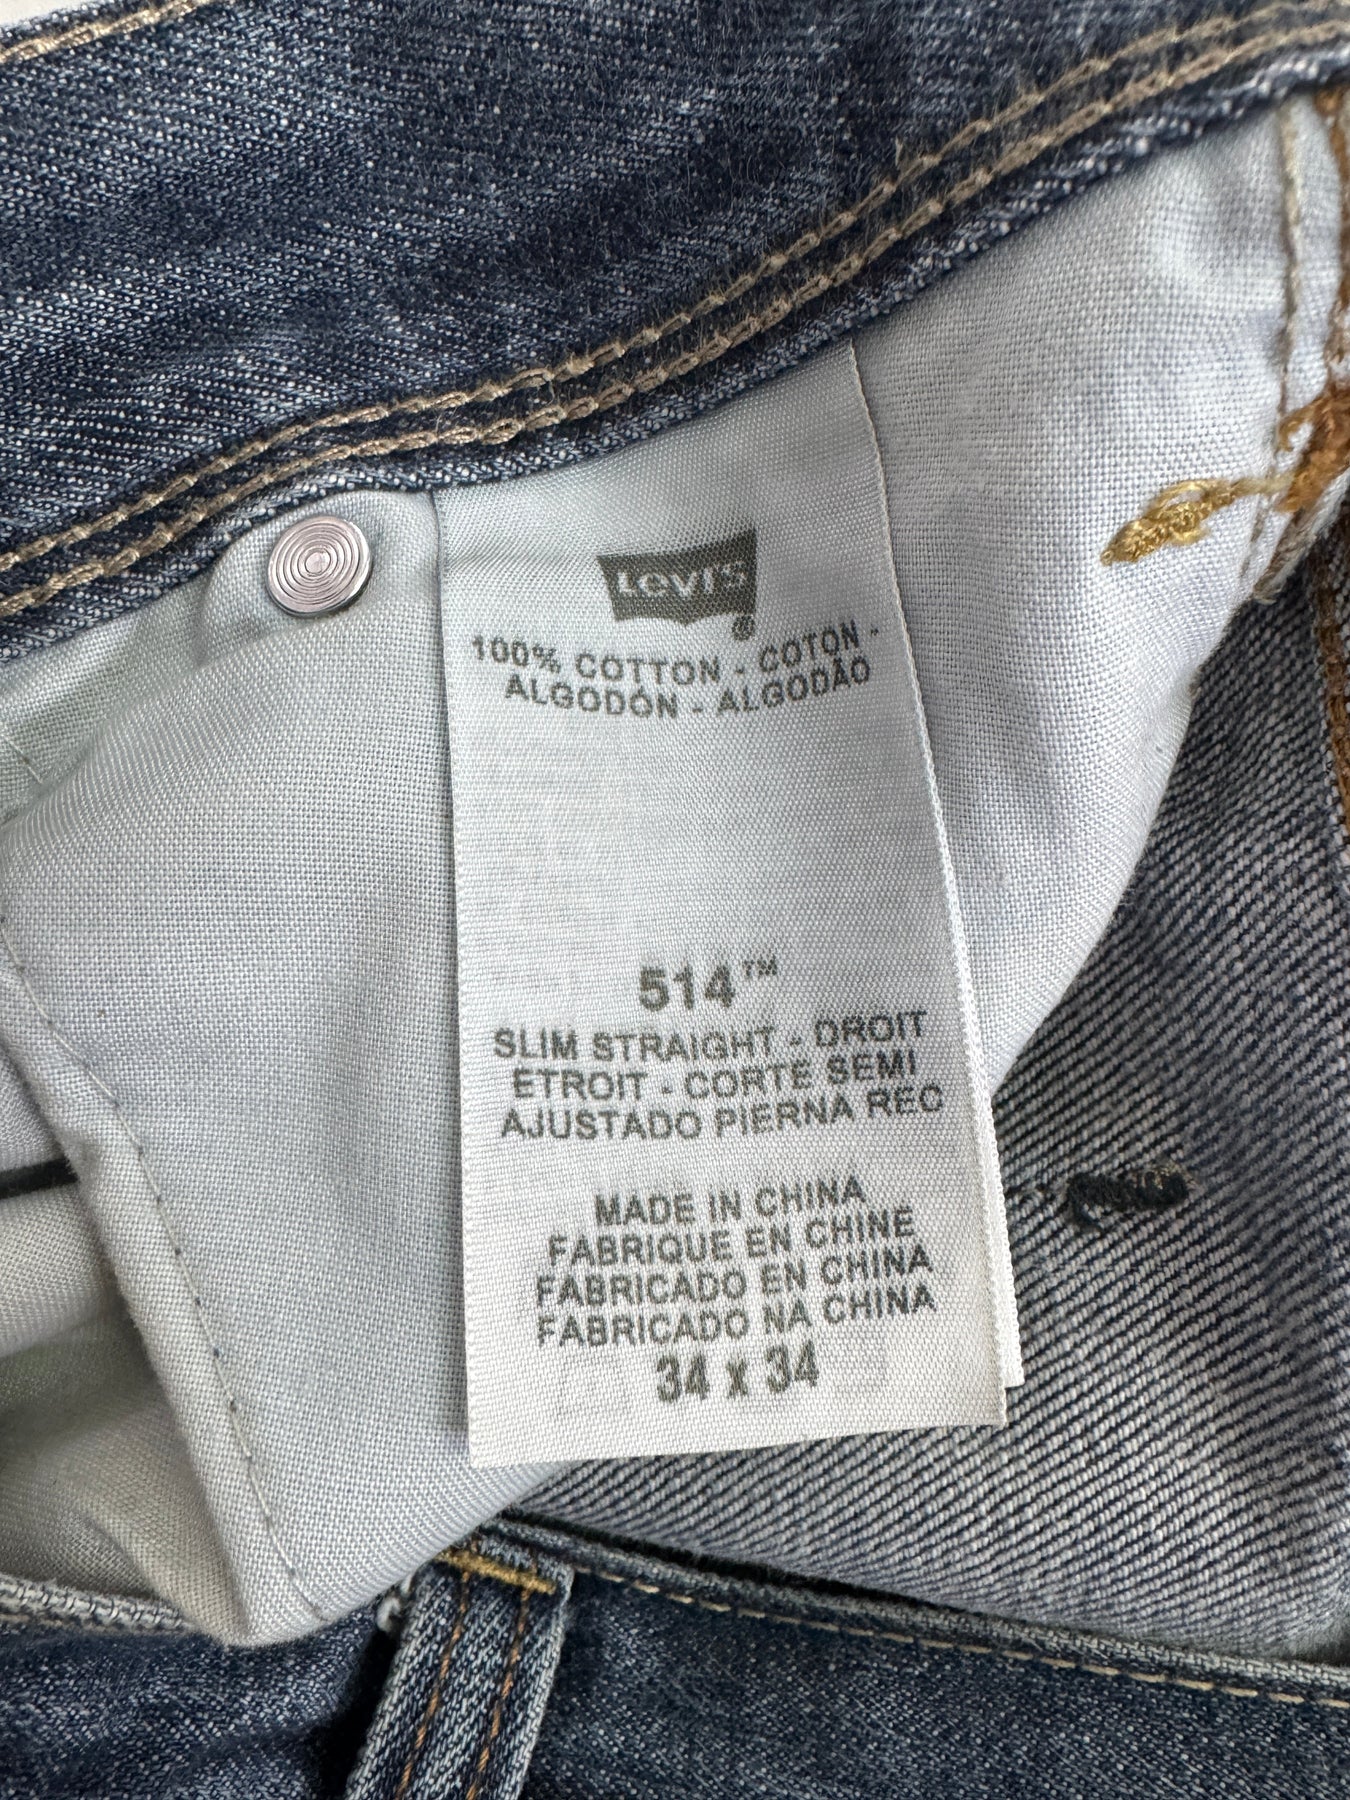 Levi's
100% COTTON - COTON -
ALGODÓN - ALGODÃO
514™
SLIM STRAIGHT - DROIT
ETROIT - CORTE SEMI
AJUSTADO PIERNA REC
MADE IN CHINA
FABRIQUE EN CHINE
FABRICADO EN CHINA
FABRICADO NA CHINA
34 x 34